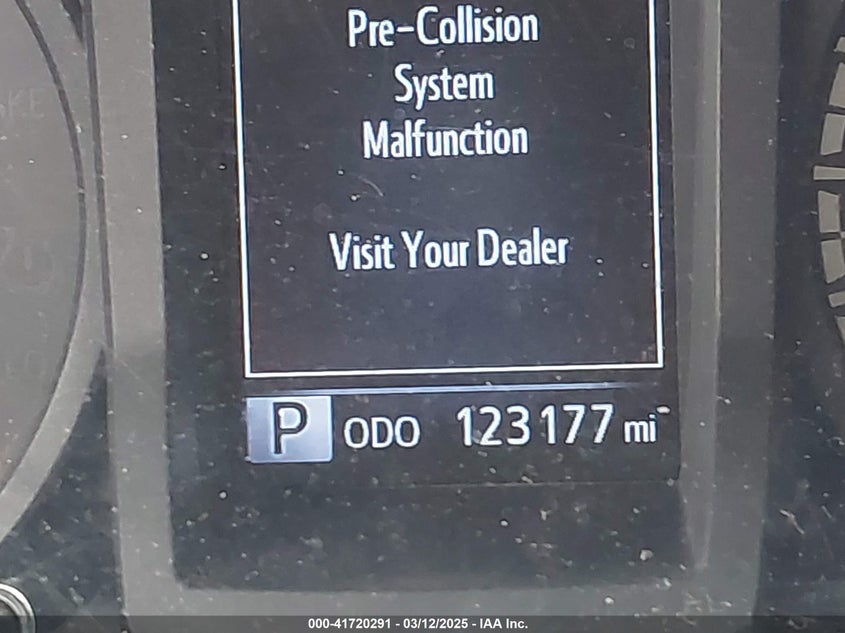 Pre-Collision
System
Malfunction
Visit Your Dealer
P ODO 123177 mi
000-41720291 - 03/12/2025 - IAA Inc.